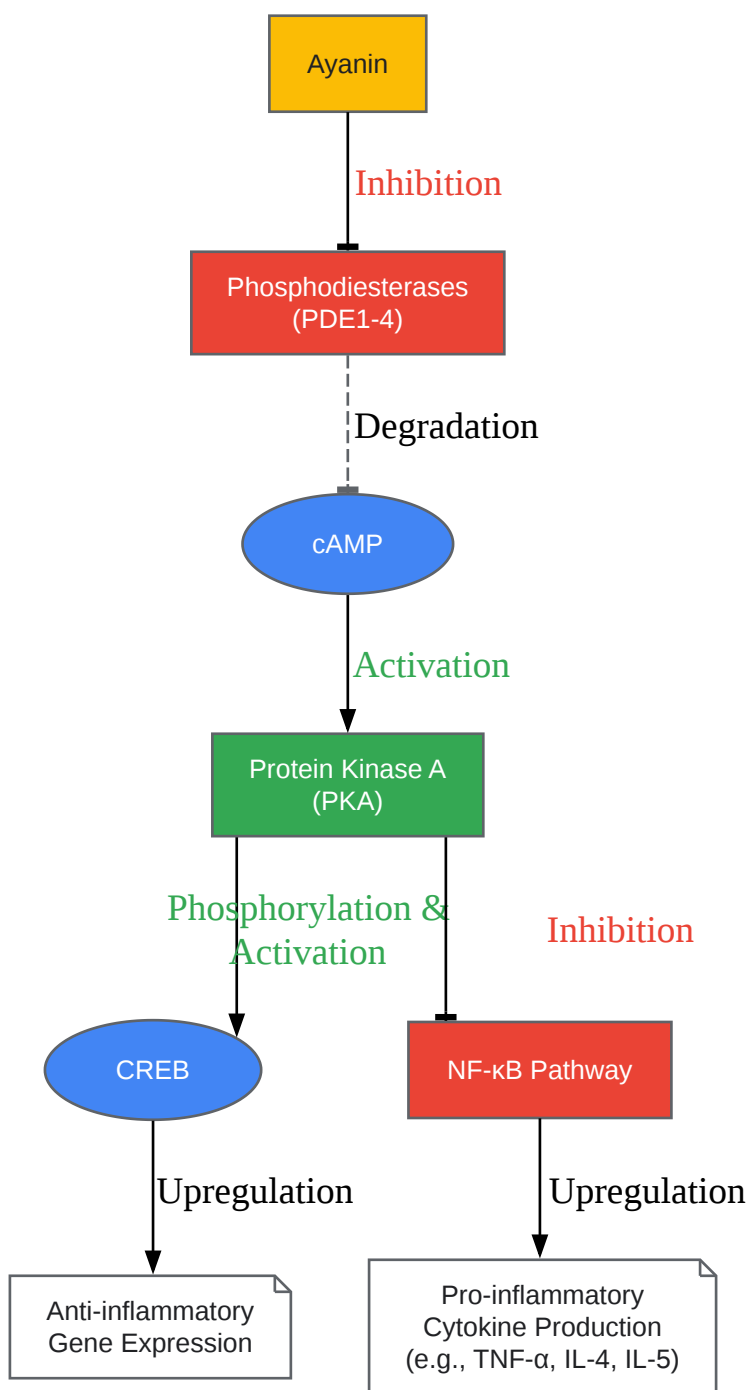 Ayanin
Inhibition
Phosphodiesterases
(PDE1-4)
Degradation
cAMP
Activation
Protein Kinase A
(PKA)
Phosphorylation &
Activation
Inhibition
CREB
NF-κB Pathway
Upregulation
Upregulation
Anti-inflammatory
Gene Expression
Pro-inflammatory
Cytokine Production
(e.g., TNF-α, IL-4, IL-5)